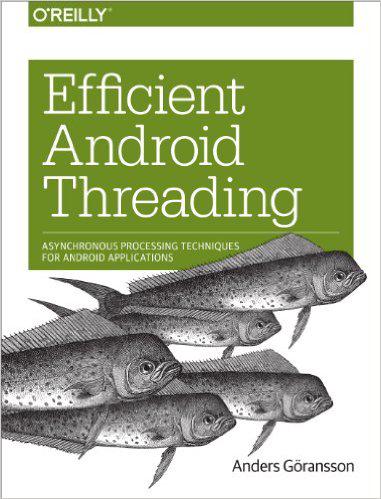 O'REILLY®
Efficient
Android
Threading
ASYNCHRONOUS PROCESSING TECHNIQUES
FOR ANDROID APPLICATIONS
Anders Göransson